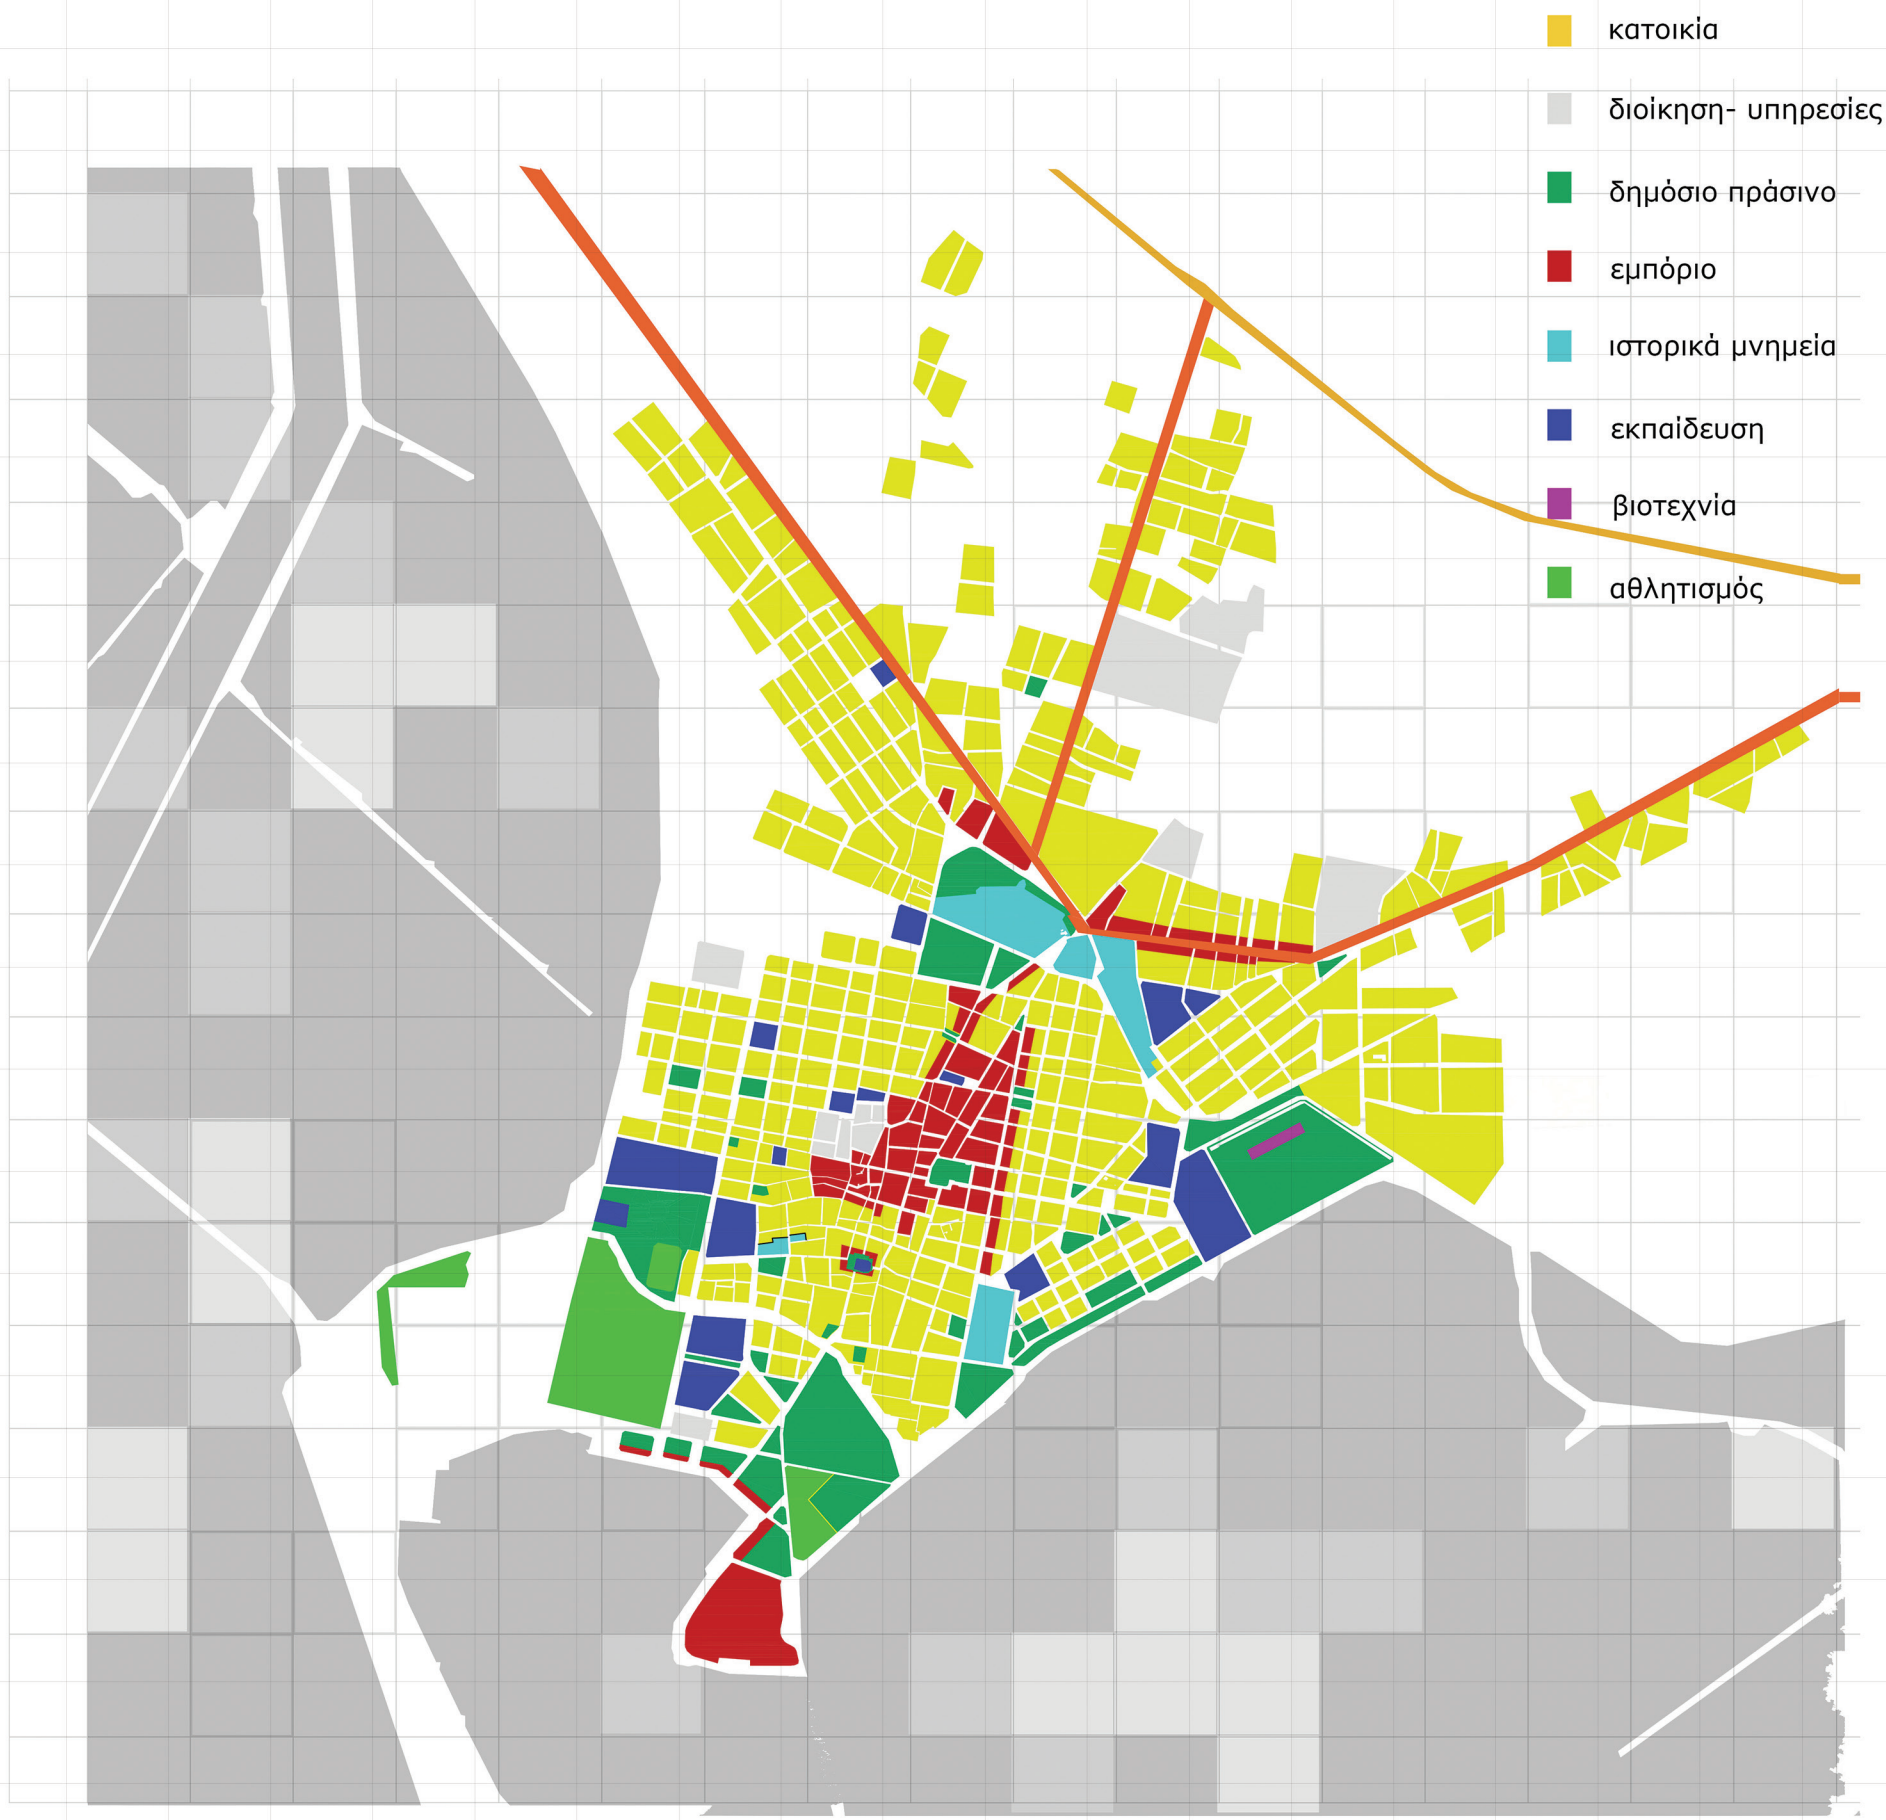 κατοικία
διοίκηση- υπηρεσίες
δημόσιο πράσινο
εμπόριο
ιστορικά μνημεία
εκπαίδευση
βιοτεχνία
αθλητισμός